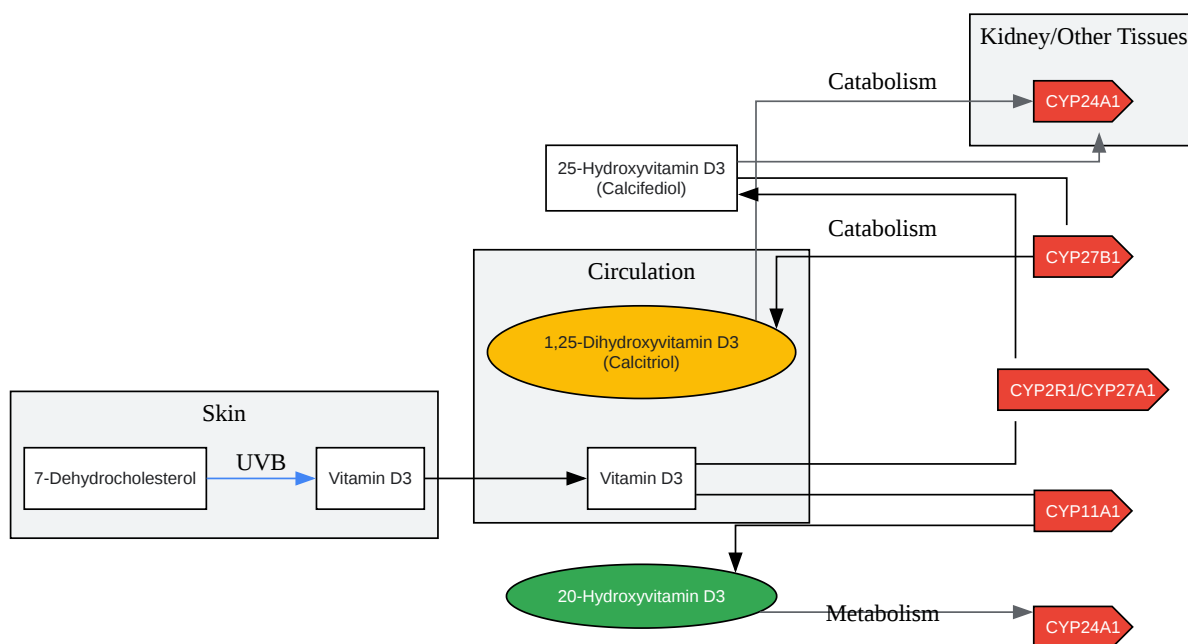 Kidney/Other Tissues
Catabolism
CYP24A1
25-Hydroxyvitamin D3
(Calcifediol)
Catabolism
CYP27B1
Circulation
1,25-Dihydroxyvitamin D3
(Calcitriol)
CYP2R1/CYP27A1
Skin
7-Dehydrocholesterol
UVB
Vitamin D3
Vitamin D3
CYP11A1
20-Hydroxyvitamin D3
Metabolism
CYP24A1